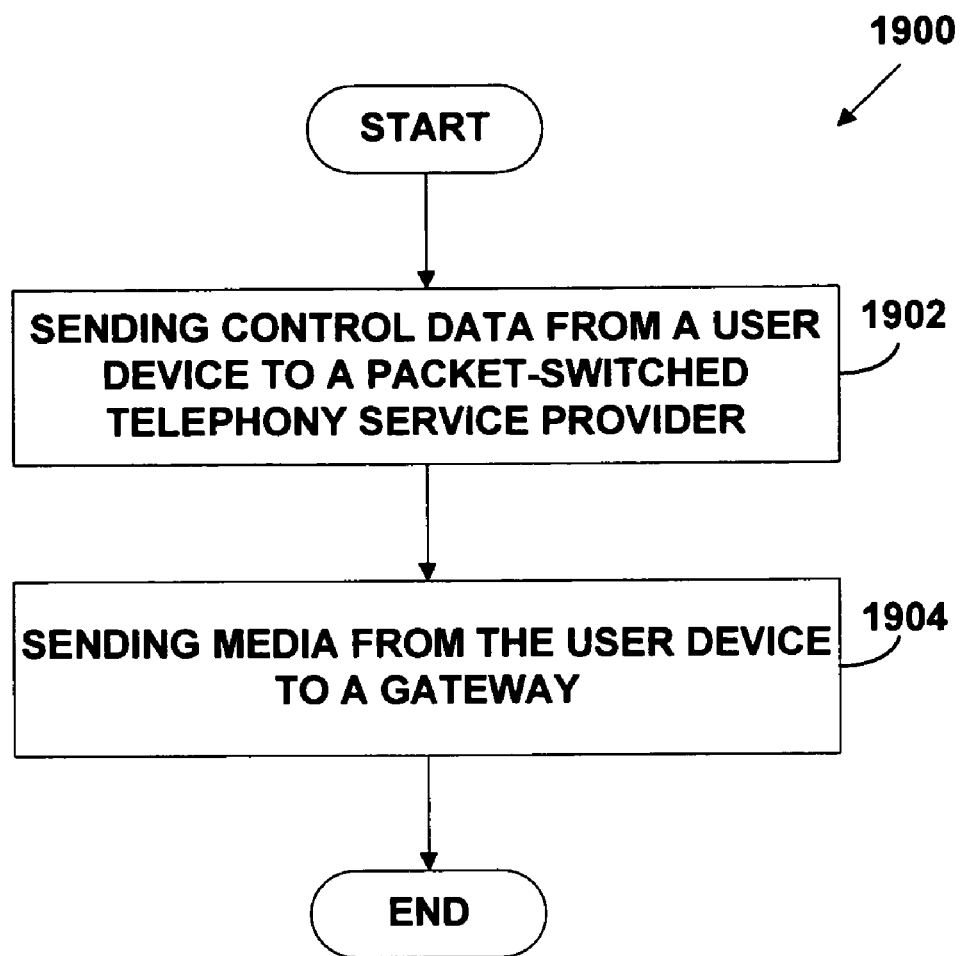 1900
START
SENDING CONTROL DATA FROM A USER
DEVICE TO A PACKET-SWITCHED
TELEPHONY SERVICE PROVIDER
1902
SENDING MEDIA FROM THE USER DEVICE
TO A GATEWAY
1904
END